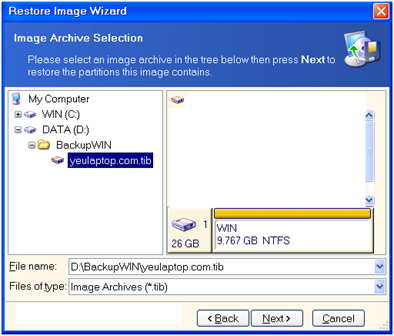 Restore Image Wizard
Image Archive Selection
Please select an image archive in the tree below then press Next to
restore the partitions this image contains.
My Computer
WIN (C:)
DATA (D:)
BackupWIN
yeulaptop.com.tib
1
26 GB
WIN
9.767 GB NTFS
File name: D:\BackupWIN\yeulaptop.com.tib
Files of type: Image Archives (*.tib)
< Back Next > Cancel